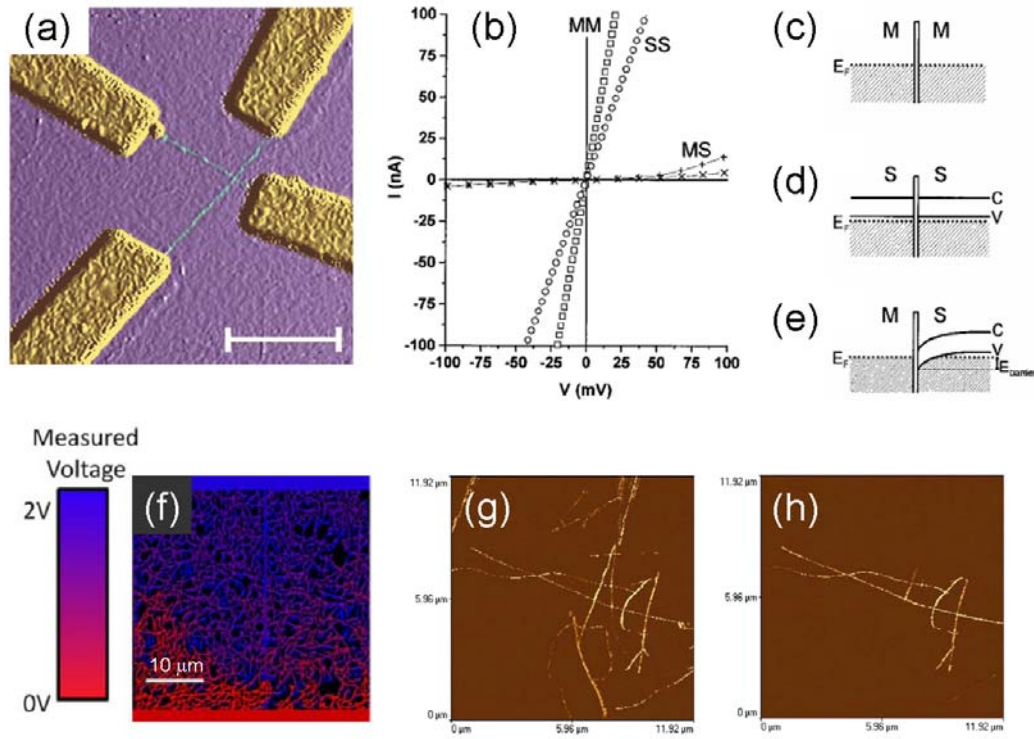 (a)
(b)
100
75
50
25
0
-25
-50
-75
-100
I (nA)
MM
SS
MS
-100 -75 -50 -25 0 25 50 75 100
V (mV)
(c)
M M
E_F
(d)
S S
C
V
E_F
(e)
M S
C
V
E_F
E_barrier
Measured
Voltage
2V
0V
(f)
10 μm
(g)
11.92 μm
5.96 μm
0 μm
0 μm 5.96 μm 11.92 μm
(h)
11.92 μm
5.96 μm
0 μm
0 μm 5.96 μm 11.92 μm